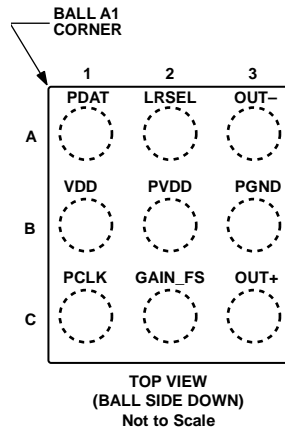 BALL A1
CORNER
1 2 3
PDAT LRSEL OUT–
A
VDD PVDD PGND
B
PCLK GAIN_FS OUT+
C
TOP VIEW
(BALL SIDE DOWN)
Not to Scale